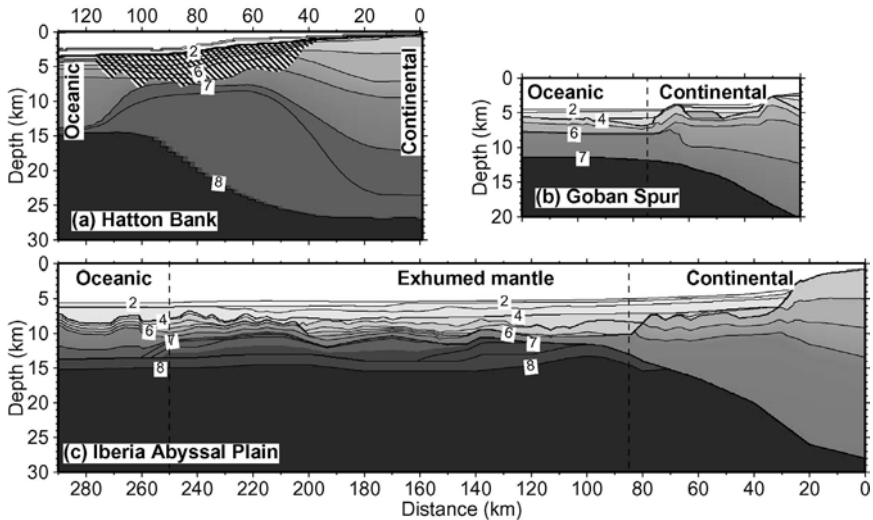 120 100 80 60 40 20 0
0
5
10
15
20
25
30
Depth (km)
Oceanic
Continental
2
6
7
8
(a) Hatton Bank
0
5
10
15
20
Depth (km)
Oceanic Continental
2
4
6
7
(b) Goban Spur
0
5
10
15
20
25
30
Depth (km)
Oceanic Exhumed mantle Continental
2 2
4 4
6 6
7 7
8 8
(c) Iberia Abyssal Plain
280 260 240 220 200 180 160 140 120 100 80 60 40 20 0
Distance (km)